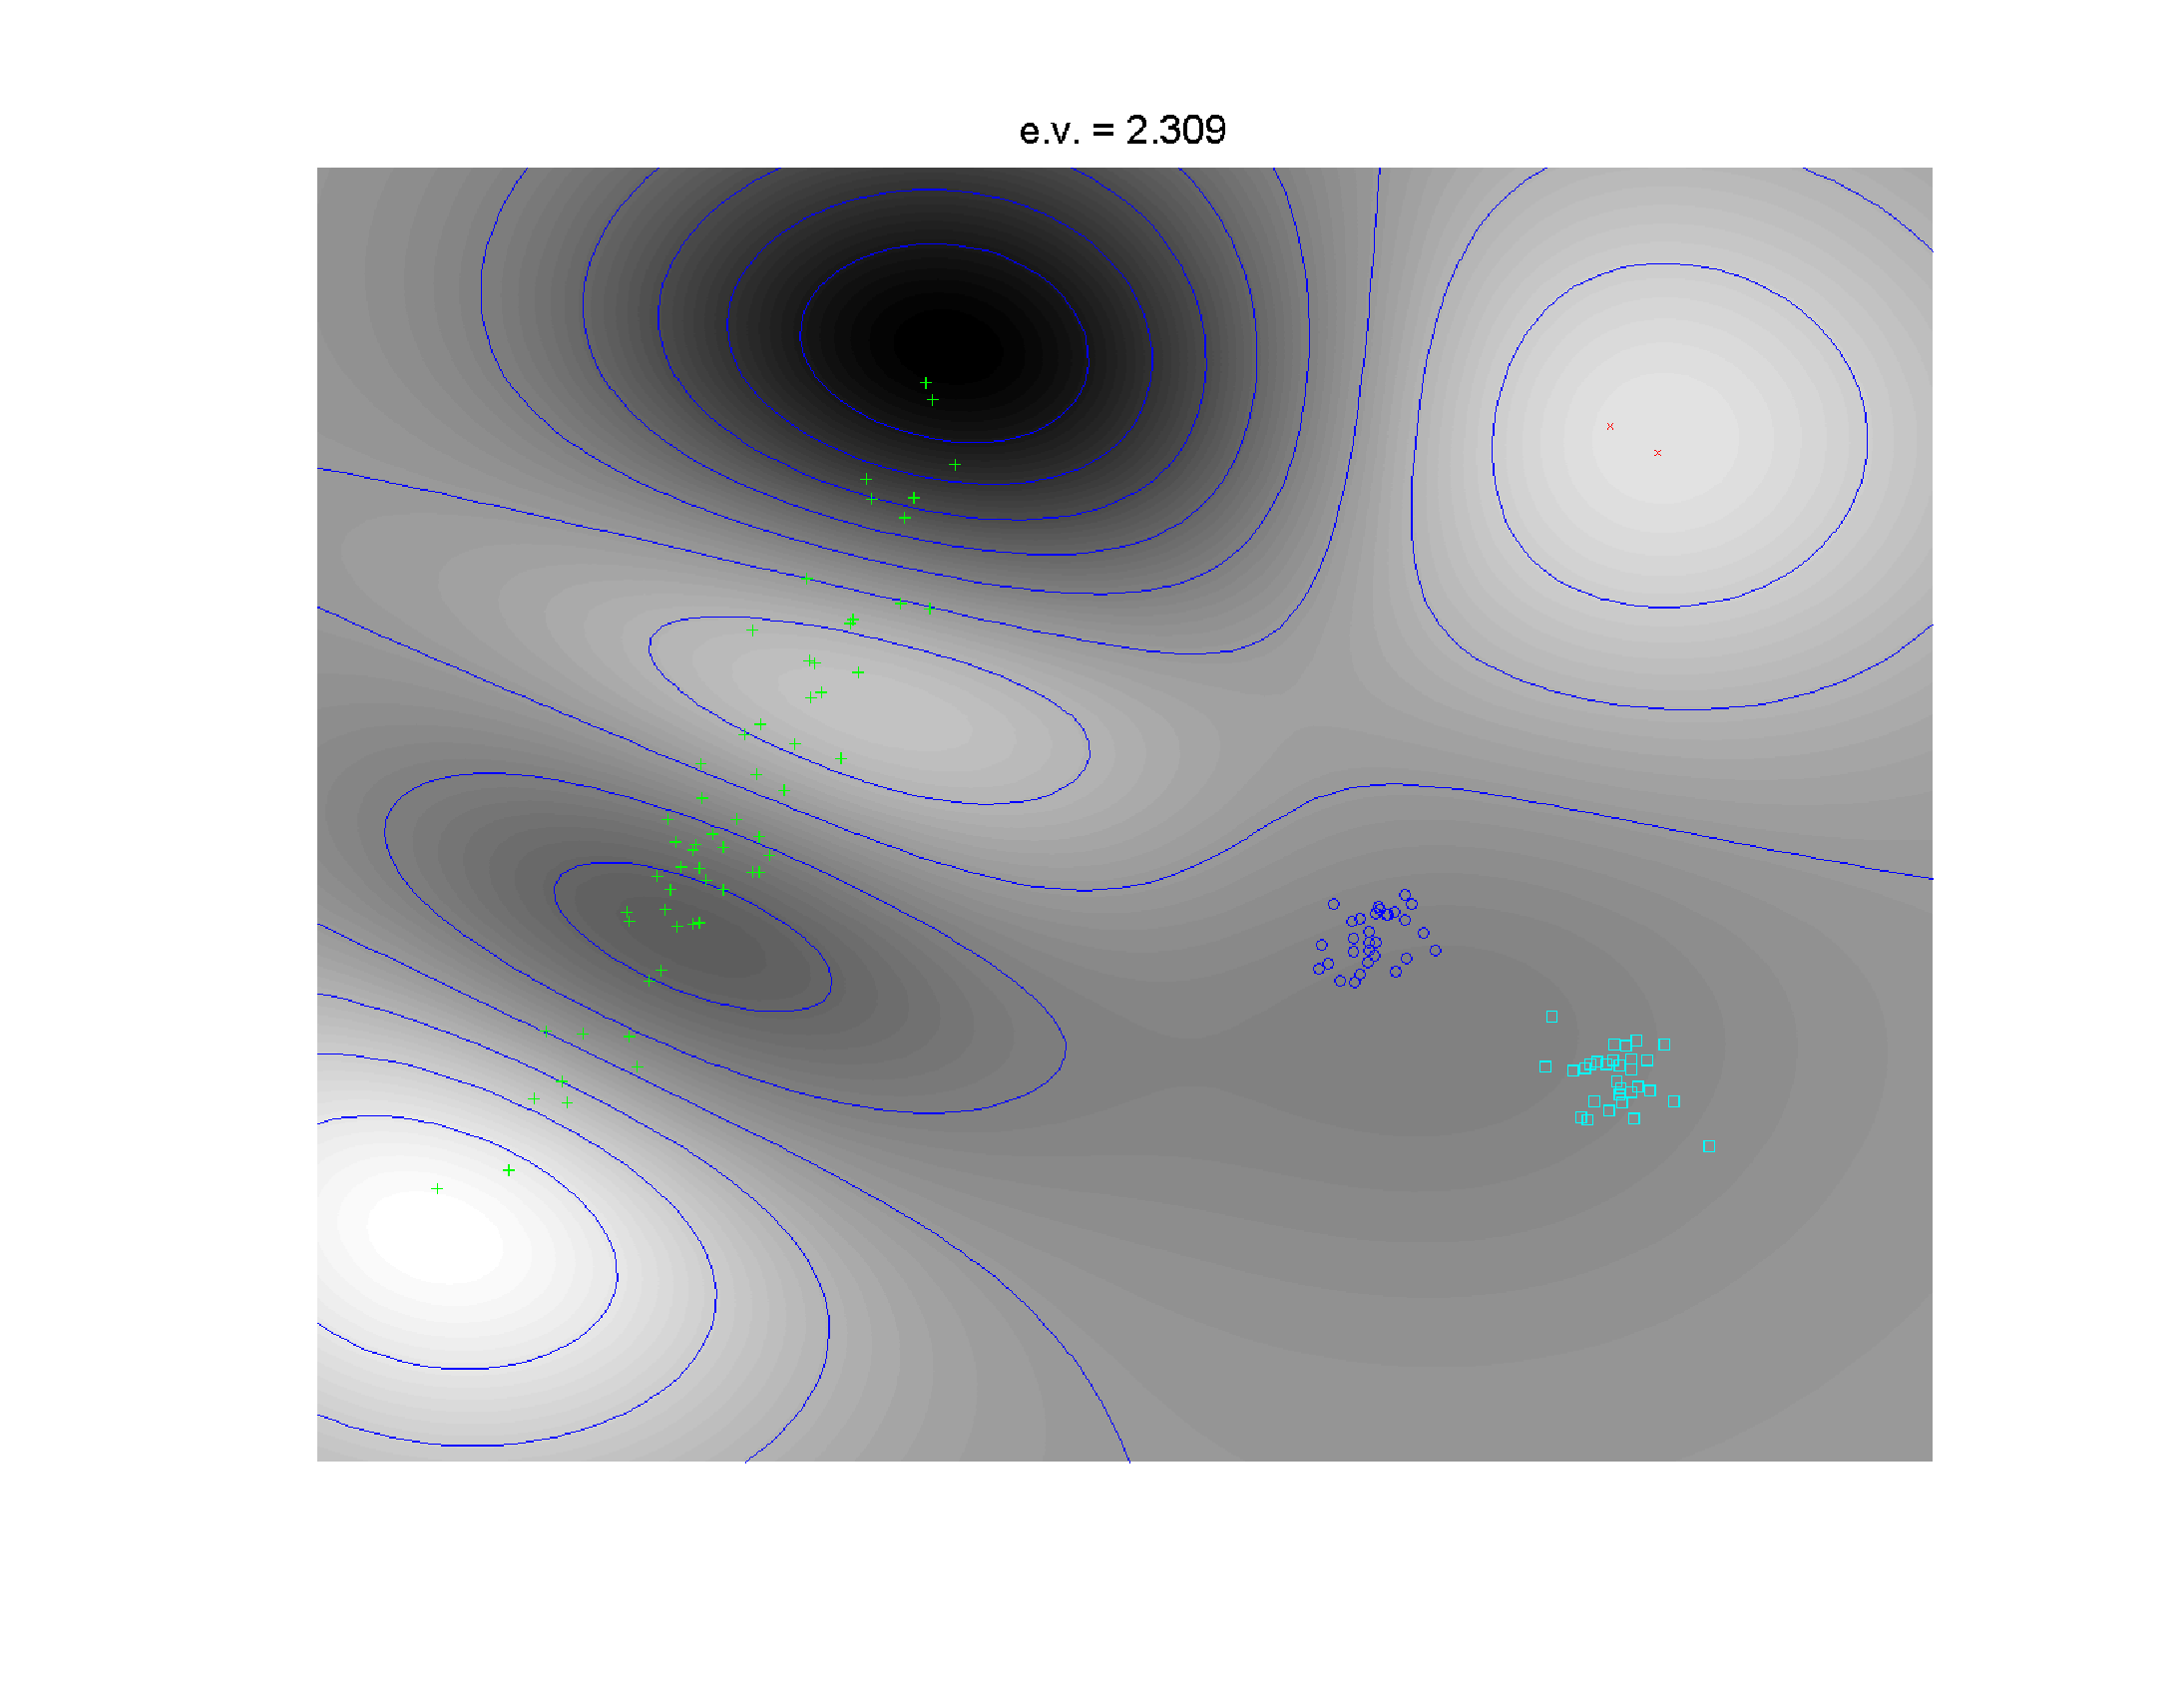 e.v. = 2.309